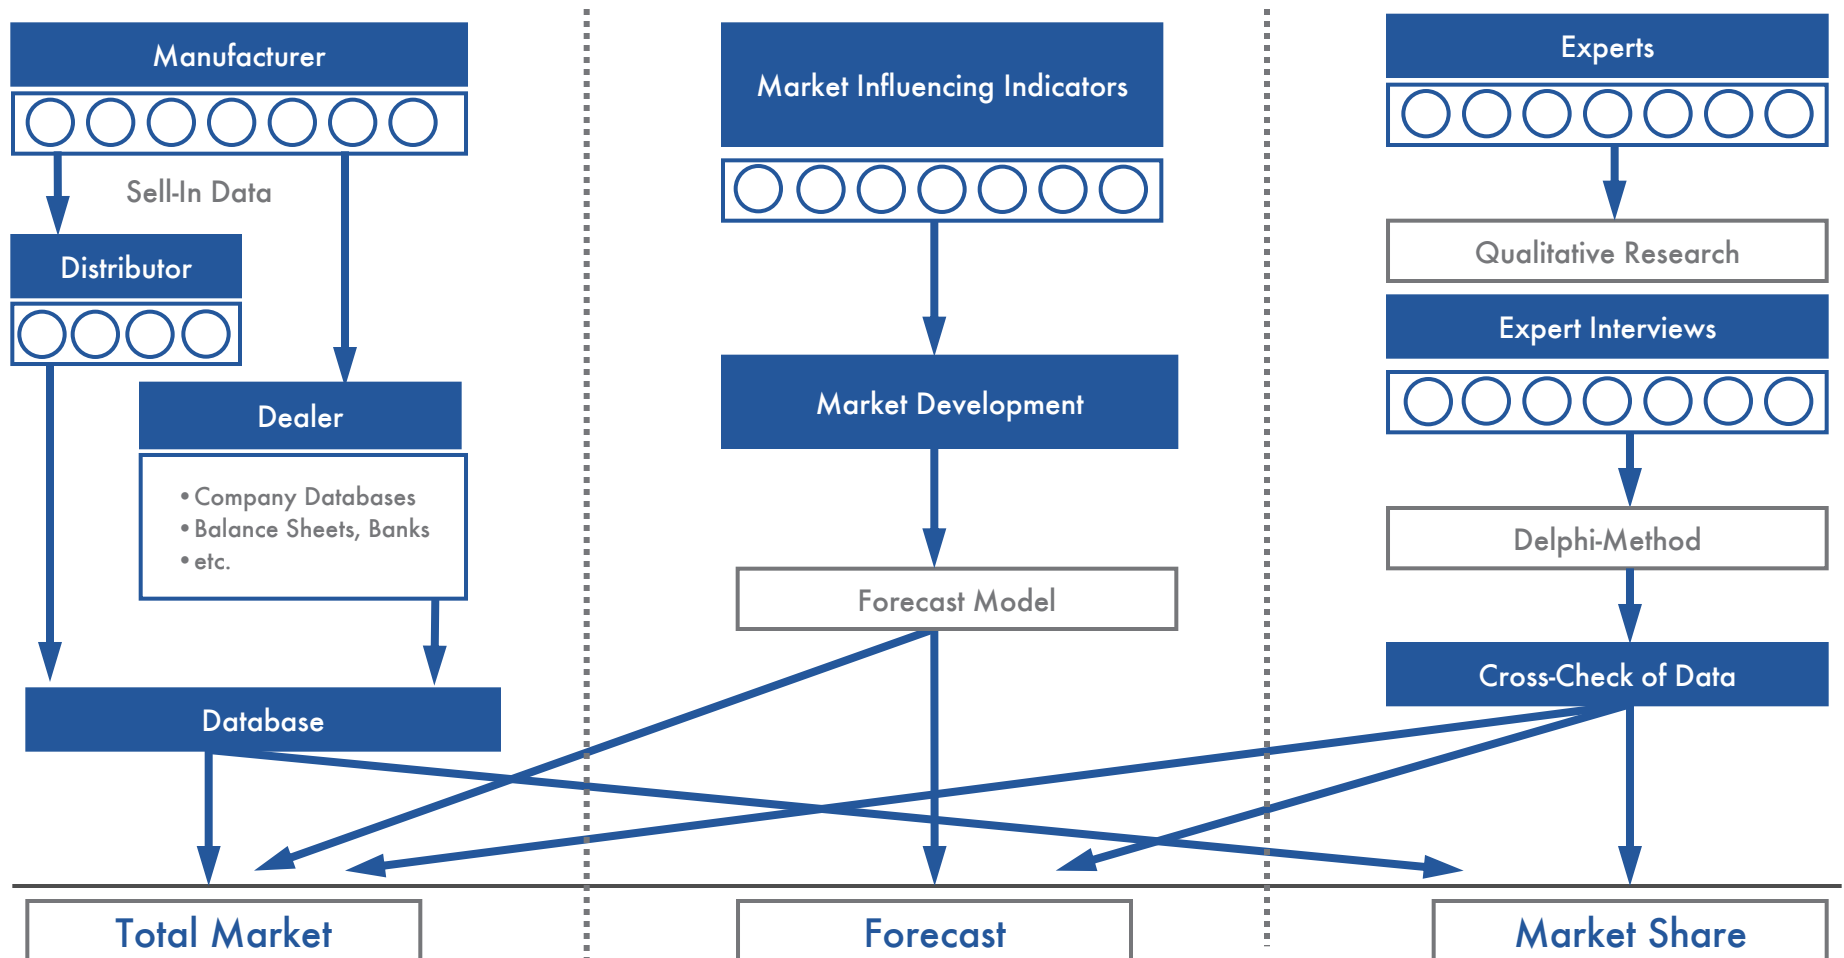 Manufacturer
Sell-In Data
Distributor
Dealer
• Company Databases
• Balance Sheets, Banks
• etc.
Database
Total Market
Market Influencing Indicators
Market Development
Forecast Model
Forecast
Experts
Qualitative Research
Expert Interviews
Delphi-Method
Cross-Check of Data
Market Share